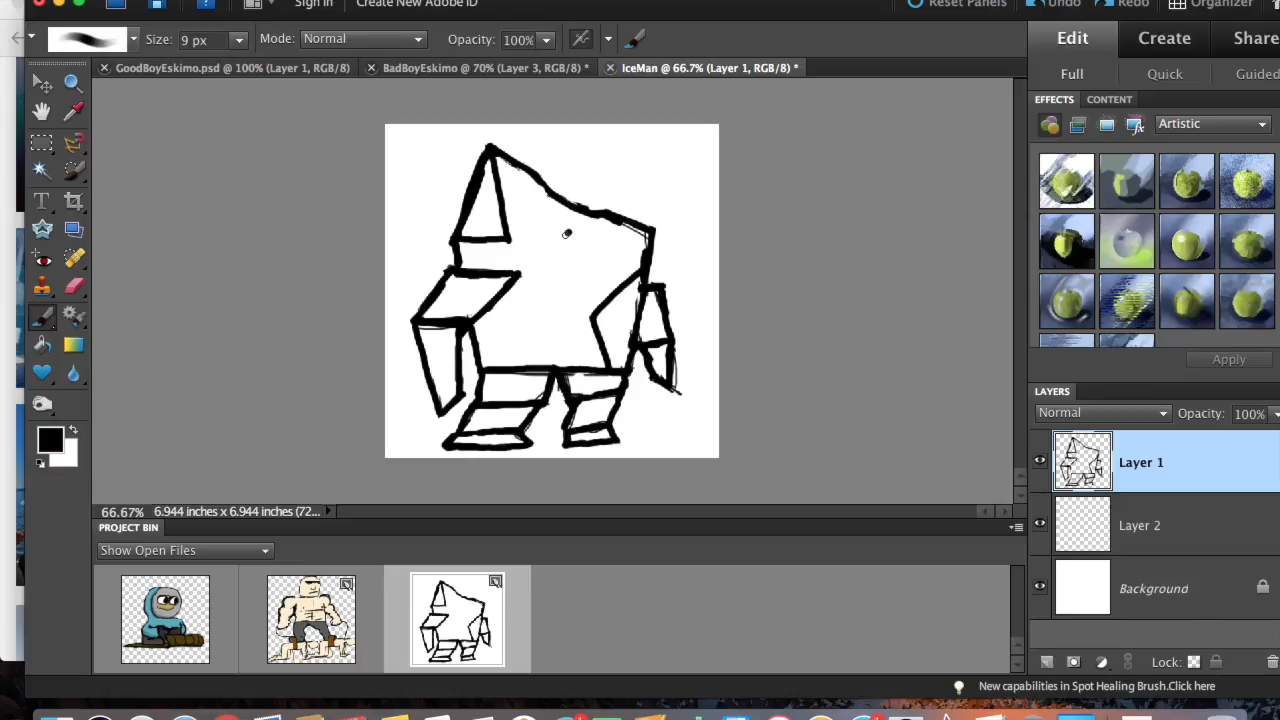 Sign In Create New Adobe ID Reset Panels Undo Redo Organizer
Size: 9 px Mode: Normal Opacity: 100% Edit Create Share
GoodBoyEskimo.psd @ 100% (Layer 1, RGB/8) BadBoyEskimo @ 70% (Layer 3, RGB/8) * IceMan @ 66.7% (Layer 1, RGB/8) *
Full Quick Guided
EFFECTS CONTENT
Artistic
Apply
LAYERS
Normal Opacity: 100%
Layer 1
Layer 2
Background
66.67% 6.944 inches x 6.944 inches (72...
PROJECT BIN
Show Open Files
Lock:
New capabilities in Spot Healing Brush.Click here